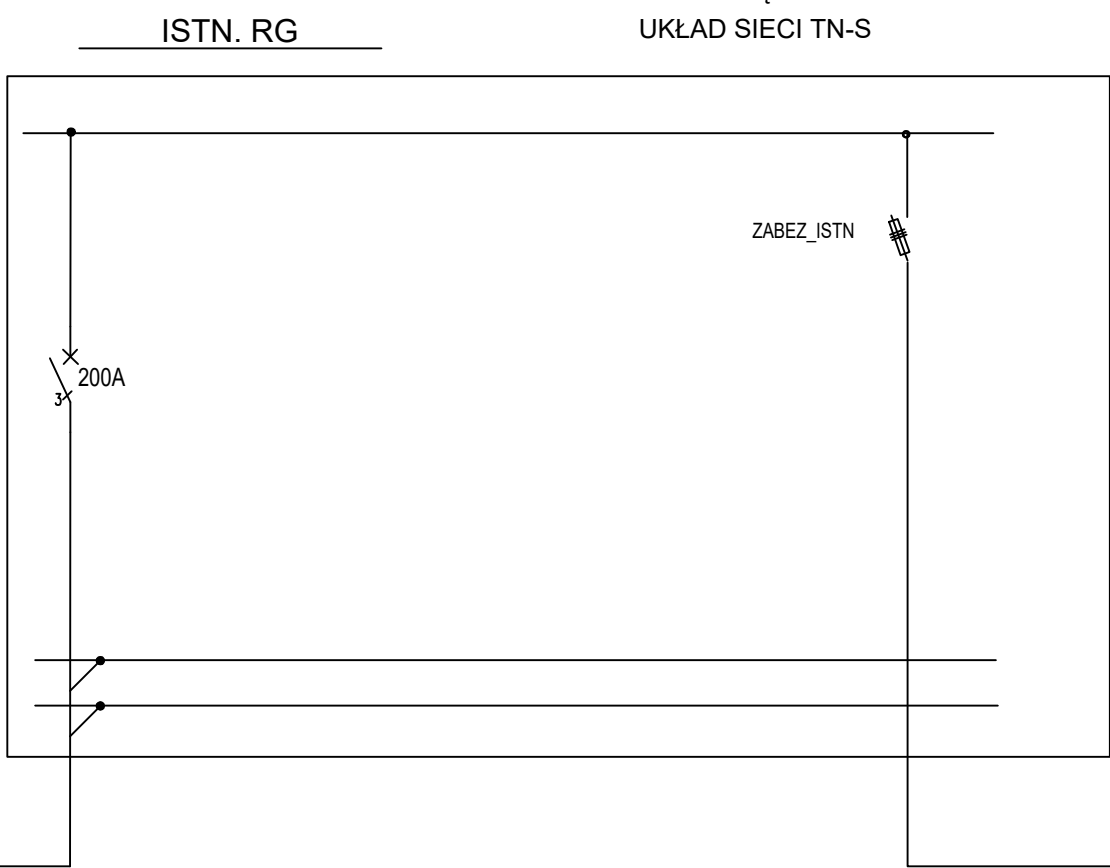 ISTN. RG
UKŁAD SIECI TN-S
ZABEZ_ISTN
200A
3